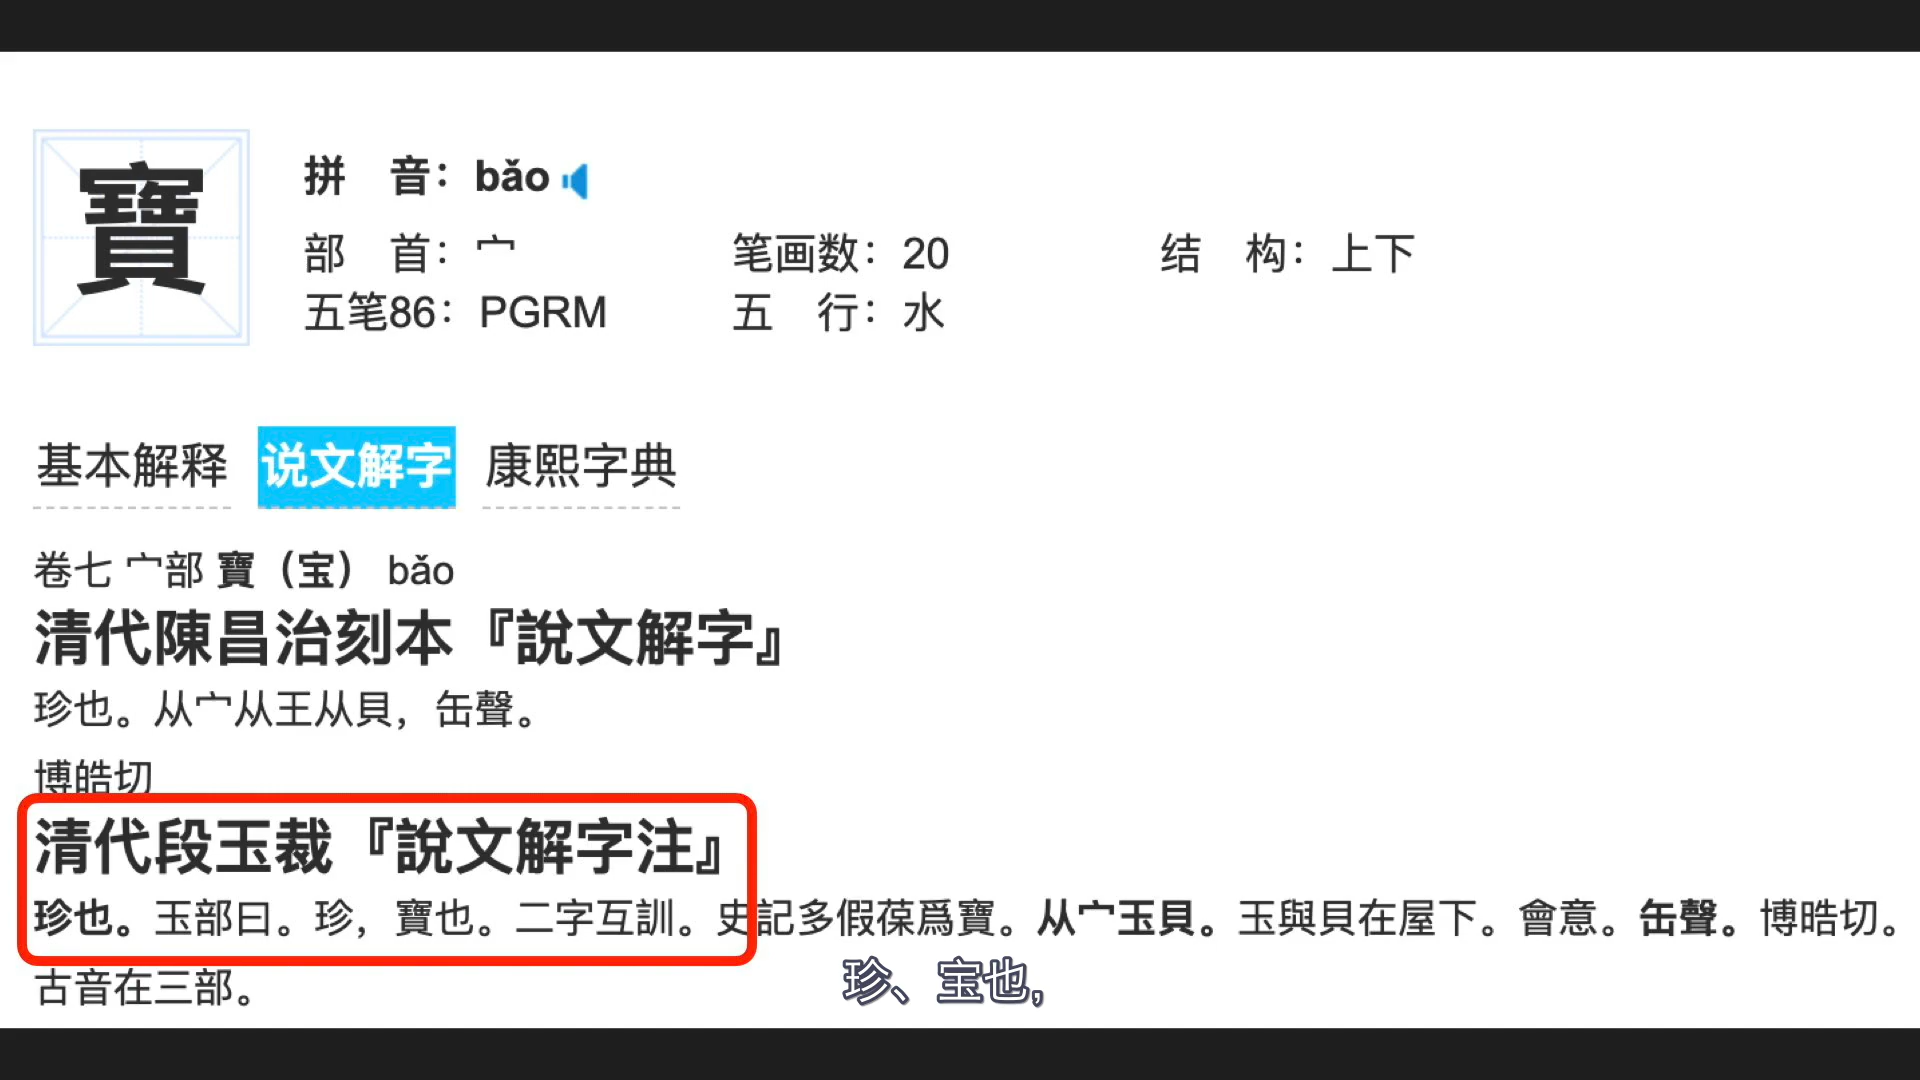 寶
拼 音：bǎo
部 首：宀 笔画数：20 结 构：上下
五笔86：PGRM 五 行：水
基本解释 说文解字 康熙字典
卷七 宀部 寶（宝） bǎo
清代陳昌治刻本『說文解字』
珍也。从宀从王从貝，缶聲。
博皓切
清代段玉裁『說文解字注』
珍也。玉部曰。珍，寶也。二字互訓。史記多假葆爲寶。从宀玉貝。玉與貝在屋下。會意。缶聲。博皓切。
古音在三部。
珍、宝也,